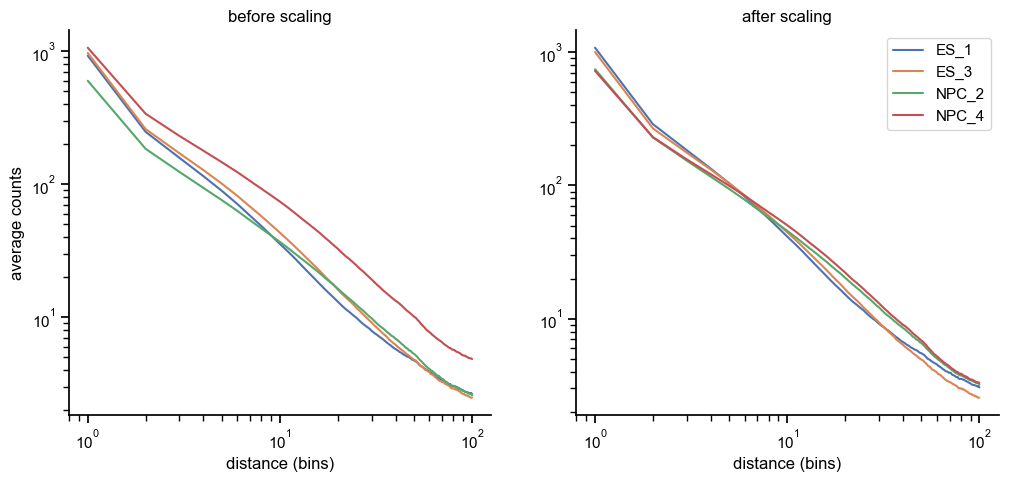 before scaling
10³
10²
10¹
average counts
10⁰ 10¹ 10²
distance (bins)
after scaling
ES_1
ES_3
NPC_2
NPC_4
10³
10²
10¹
10⁰ 10¹ 10²
distance (bins)